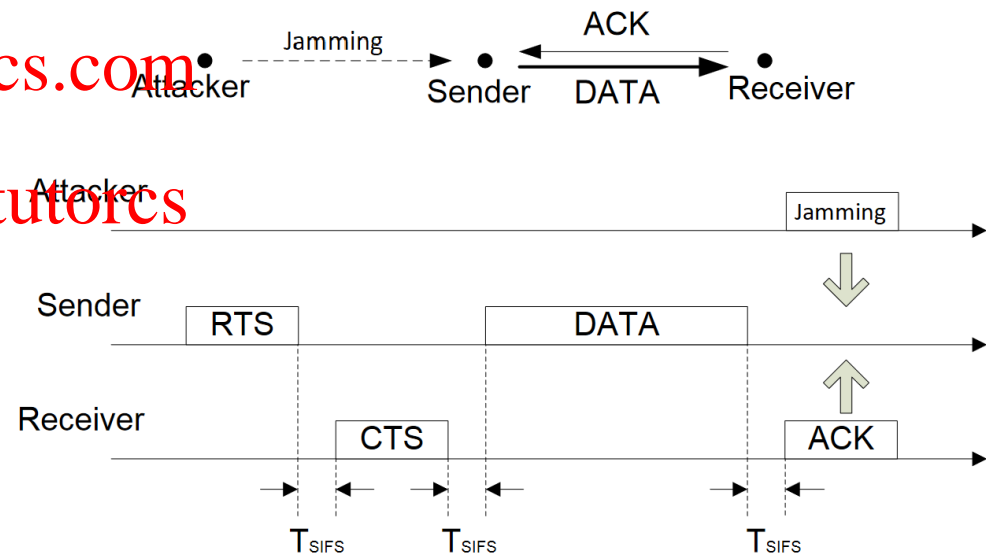 ACK
Jamming
cs.com
Attacker
Sender
DATA
Receiver
Attacker
tutorcs
Jamming
Sender
RTS
DATA
Receiver
CTS
ACK
TSIFS
TSIFS
TSIFS